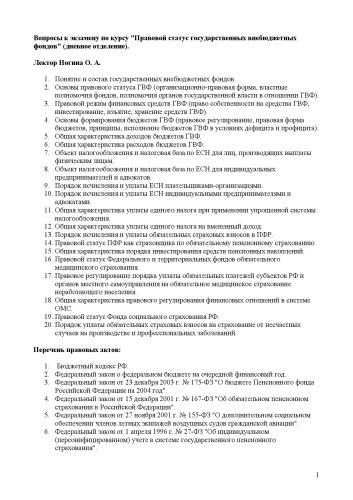 Вопросы к экзамену по курсу "Правовой статус государственных внебюджетных
фондов" (дневное отделение).
Лектор Ногина О. А.
1. Понятие и состав государственных внебюджетных фондов.
2. Основы правового статуса ГВФ (организационно-правовая форма, властные
полномочия фондов, полномочия органов государственной власти в отношении ГВФ).
3. Правовой режим финансовых средств ГВФ (право собственности на средства ГВФ,
инвестирование, изъятие, хранение средств ГВФ).
4. Основы формирования бюджетов ГВФ (правовое регулирование, правовая форма
бюджетов, принципы, исполнение бюджетов ГВФ в условиях дефицита и профицита).
5. Общая характеристика доходов бюджетов ГВФ.
6. Общая характеристика расходов бюджетов ГВФ.
7. Объект налогообложения и налоговая база по ЕСН для лиц, производящих выплаты
физическим лицам.
8. Объект налогообложения и налоговая база по ЕСН для индивидуальных
предпринимателей и адвокатов.
9. Порядок исчисления и уплаты ЕСН плательщиками-организациями.
10. Порядок исчисления и уплаты ЕСН индивидуальными предпринимателями и
адвокатами.
11. Общая характеристика уплаты единого налога при применении упрощенной системы
налогообложения.
12. Общая характеристика уплаты единого налога на вмененный доход.
13. Порядок исчисления и уплаты обязательных страховых взносов в ПФР.
14. Правовой статус ПФР как страховщика по обязательному пенсионному страхованию.
15. Общая характеристика порядка инвестирования средств пенсионных накоплений.
16. Правовой статус Федерального и территориальных фондов обязательного
медицинского страхования.
17. Правовое регулирование порядка уплаты обязательных платежей субъектов РФ и
органов местного самоуправления на обязательное медицинское страхование
неработающего населения.
18. Общая характеристика правового регулирования финансовых отношений в системе
ОМС.
19. Правовой статус Фонда социального страхования РФ.
20. Порядок уплаты обязательных страховых взносов на страхование от несчастных
случаев на производстве и профессиональных заболеваний.
Перечень правовых актов:
1. Бюджетный кодекс РФ.
2. Федеральный закон о федеральном бюджете на очередной финансовый год.
3. Федеральный закон от 23 декабря 2003 г. № 175-ФЗ "О бюджете Пенсионного фонда
Российской Федерации на 2004 год".
4. Федеральный закон от 15 декабря 2001 г. № 167-ФЗ "Об обязательном пенсионном
страховании в Российской Федерации".
5. Федеральный закон от 27 ноября 2001 г. № 155-ФЗ "О дополнительном социальном
обеспечении членов летных экипажей воздушных судов гражданской авиации".
6. Федеральный закон от 1 апреля 1996 г. № 27-ФЗ "Об индивидуальном
(персонифицированном) учете в системе государственного пенсионного
страхования".
1